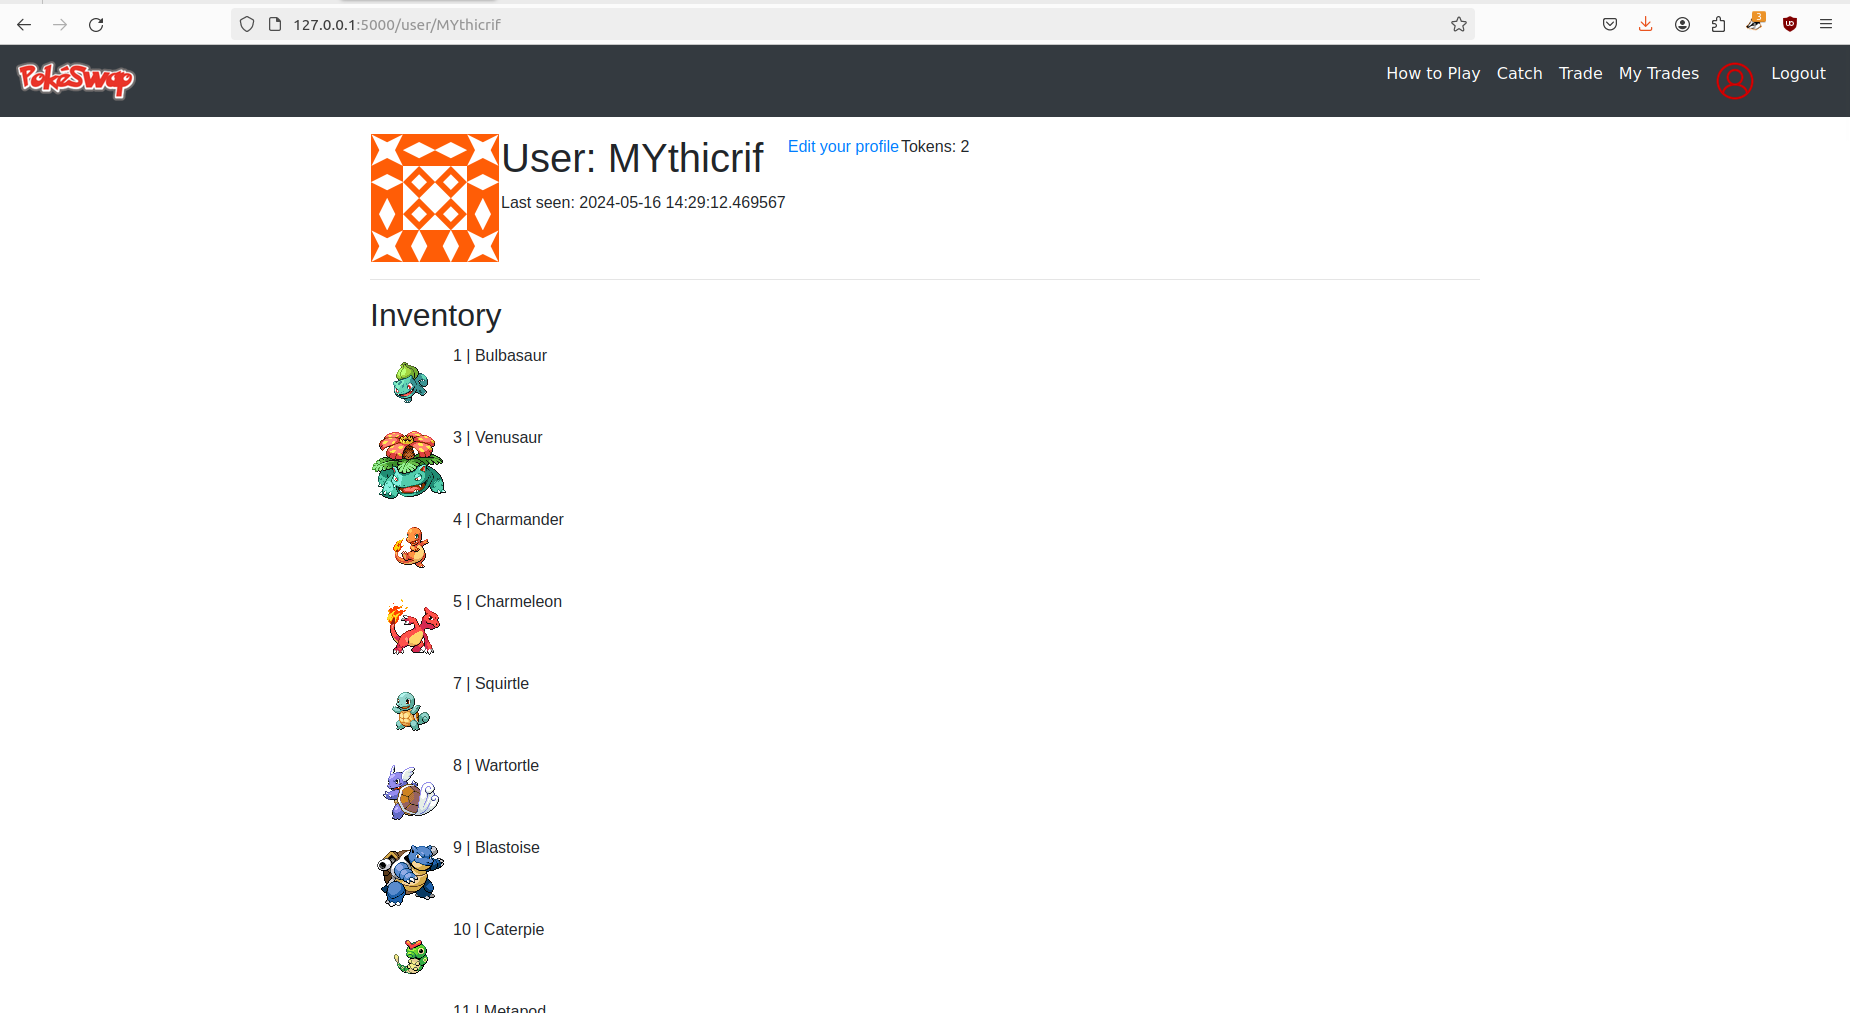 127.0.0.1:5000/user/MYthicrif
3
PokéSwap
How to Play Catch Trade My Trades Logout
User: MYthicrif
Edit your profile Tokens: 2
Last seen: 2024-05-16 14:29:12.469567
Inventory
1 | Bulbasaur
3 | Venusaur
4 | Charmander
5 | Charmeleon
7 | Squirtle
8 | Wartortle
9 | Blastoise
10 | Caterpie
11 | Metapod